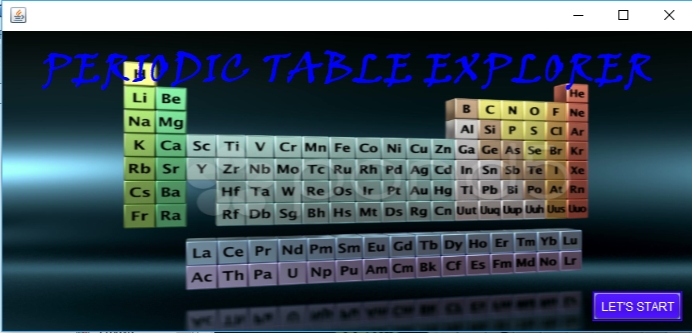 PERIODIC TABLE EXPLORER
H He
Li Be B C N O F Ne
Na Mg Al Si P S Cl Ar
K Ca Sc Ti V Cr Mn Fe Co Ni Cu Zn Ga Ge As Se Br Kr
Rb Sr Y Zr Nb Mo Tc Ru Rh Pd Ag Cd In Sn Sb Te I Xe
Cs Ba Hf Ta W Re Os Ir Pt Au Hg Tl Pb Bi Po At Rn
Fr Ra Rf Db Sg Bh Hs Mt Ds Rg Cn Uut Uuq Uup Uuh Uus Uuo
La Ce Pr Nd Pm Sm Eu Gd Tb Dy Ho Er Tm Yb Lu
Ac Th Pa U Np Pu Am Cm Bk Cf Es Fm Md No Lr
LET'S START